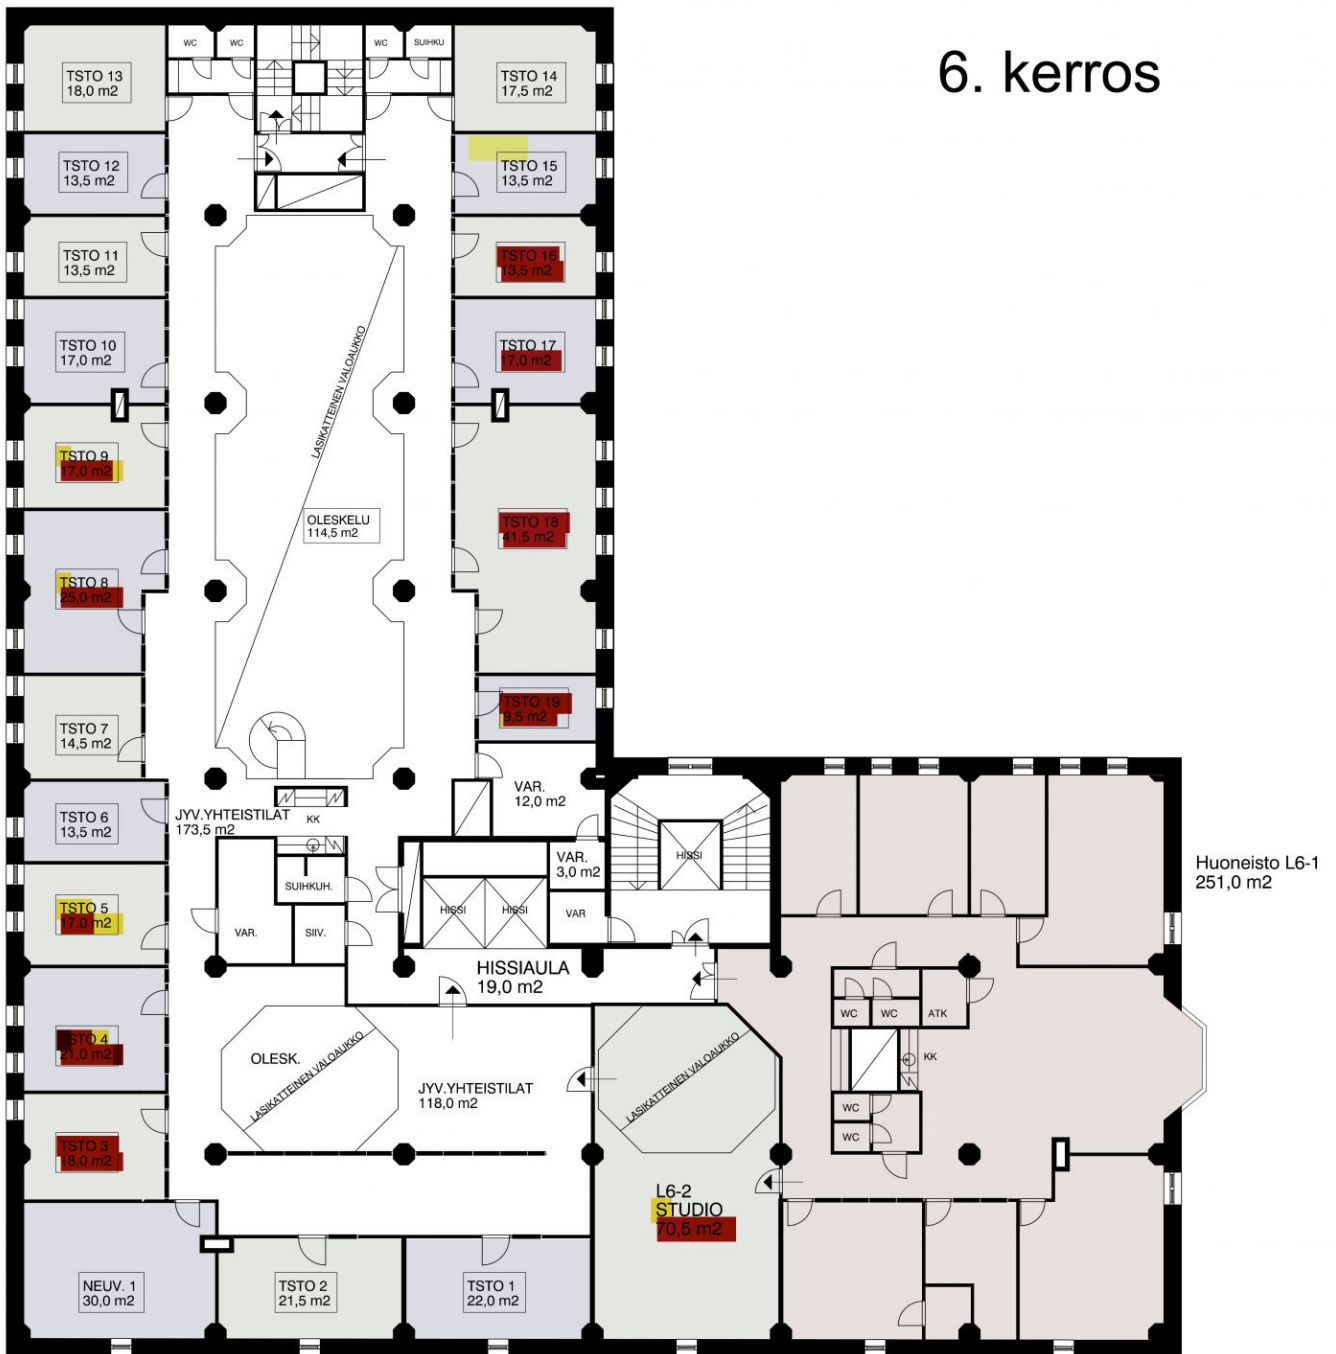 6. kerros
WC
WC
WC
SUIHKU
TSTO 13
18,0 m2
TSTO 14
17,5 m2
TSTO 12
13,5 m2
TSTO 15
13,5 m2
TSTO 11
13,5 m2
TSTO 16
13,5 m2
TSTO 10
17,0 m2
TSTO 17
17,0 m2
LASIKATTEINEN VALOAUKKO
TSTO 9
17,0 m2
OLESKELU
114,5 m2
TSTO 18
41,5 m2
TSTO 8
25,0 m2
TSTO 7
14,5 m2
TSTO 19
9,5 m2
VAR.
12,0 m2
TSTO 6
13,5 m2
JYV.YHTEISTILAT
173,5 m2
KK
HISSI
VAR.
3,0 m2
Huoneisto L6-1
251,0 m2
SUIHKUH.
TSTO 5
17,0 m2
VAR.
SIIV.
HISSI
HISSI
VAR
HISSIAULA
19,0 m2
TSTO 4
21,0 m2
OLESK.
LASIKATTEINEN VALOAUKKO
JYV.YHTEISTILAT
118,0 m2
LASIKATTEINEN VALOAUKKO
WC
WC
ATK
KK
WC
WC
TSTO 3
18,0 m2
L6-2
STUDIO
70,5 m2
NEUV. 1
30,0 m2
TSTO 2
21,5 m2
TSTO 1
22,0 m2